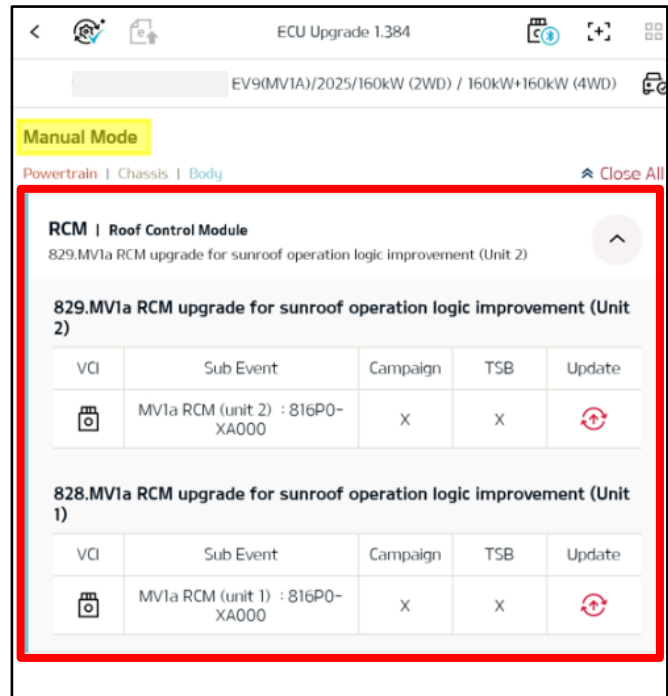 ECU Upgrade 1.384
EV9(MV1A)/2025/160kW (2WD) / 160kW+160kW (4WD)
Manual Mode
Powertrain | Chassis | Body
Close All
RCM | Roof Control Module
829.MV1a RCM upgrade for sunroof operation logic improvement (Unit 2)
829.MV1a RCM upgrade for sunroof operation logic improvement (Unit
2)
VCI Sub Event Campaign TSB Update
MV1a RCM (unit 2) : 816P0-
XA000
X X
828.MV1a RCM upgrade for sunroof operation logic improvement (Unit
1)
VCI Sub Event Campaign TSB Update
MV1a RCM (unit 1) : 816P0-
XA000
X X